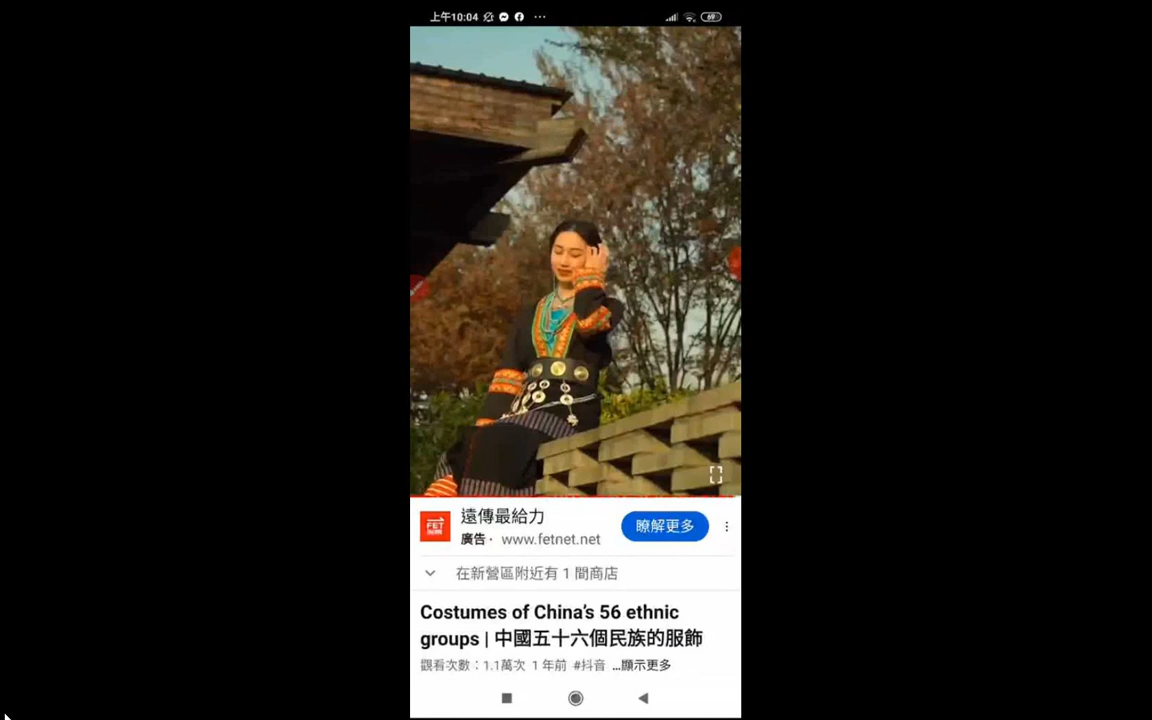 上午10:04
69
遠傳最給力
FET
廣告· www.fetnet.net
瞭解更多
在新營區附近有 1 間商店
Costumes of China's 56 ethnic
groups | 中國五十六個民族的服飾
觀看次數：1.1萬次 1 年前 #抖音 ...顯示更多